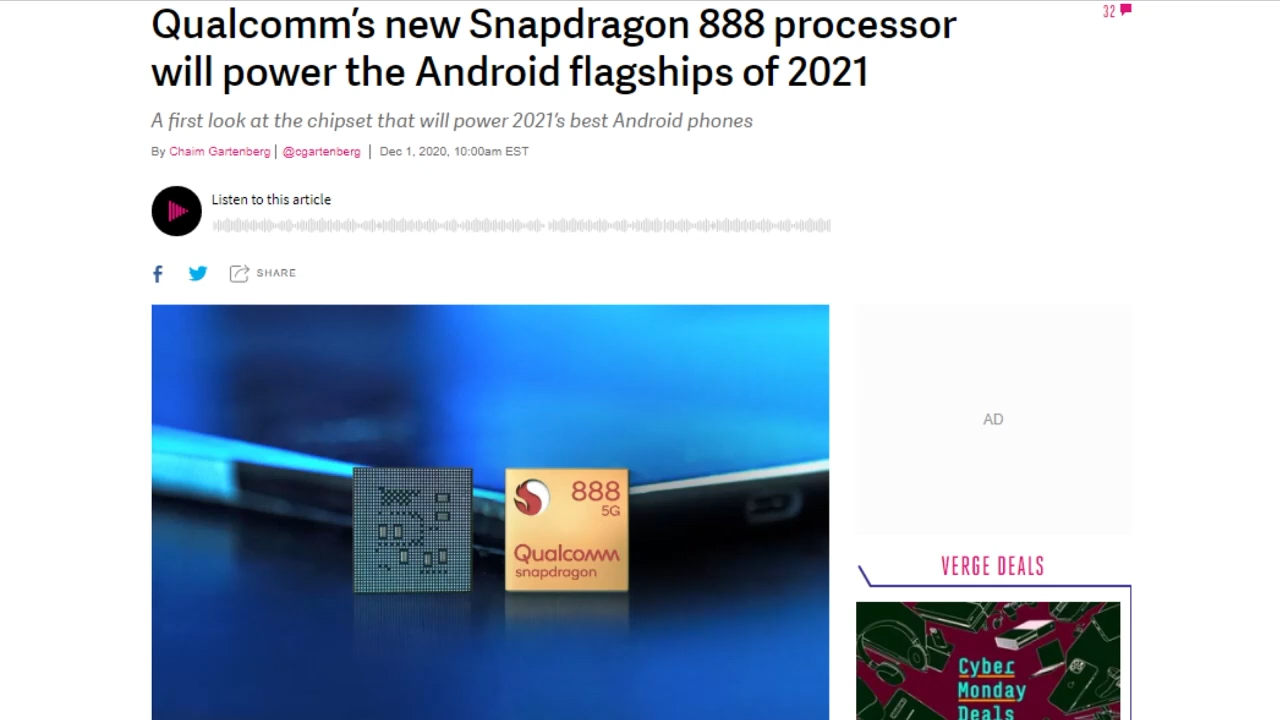 Qualcomm’s new Snapdragon 888 processor
will power the Android flagships of 2021
32
A first look at the chipset that will power 2021’s best Android phones
By Chaim Gartenberg | @cgartenberg | Dec 1, 2020, 10:00am EST
Listen to this article
SHARE
888
5G
Qualcomm
snapdragon
AD
VERGE DEALS
Cyber
Monday
Deals